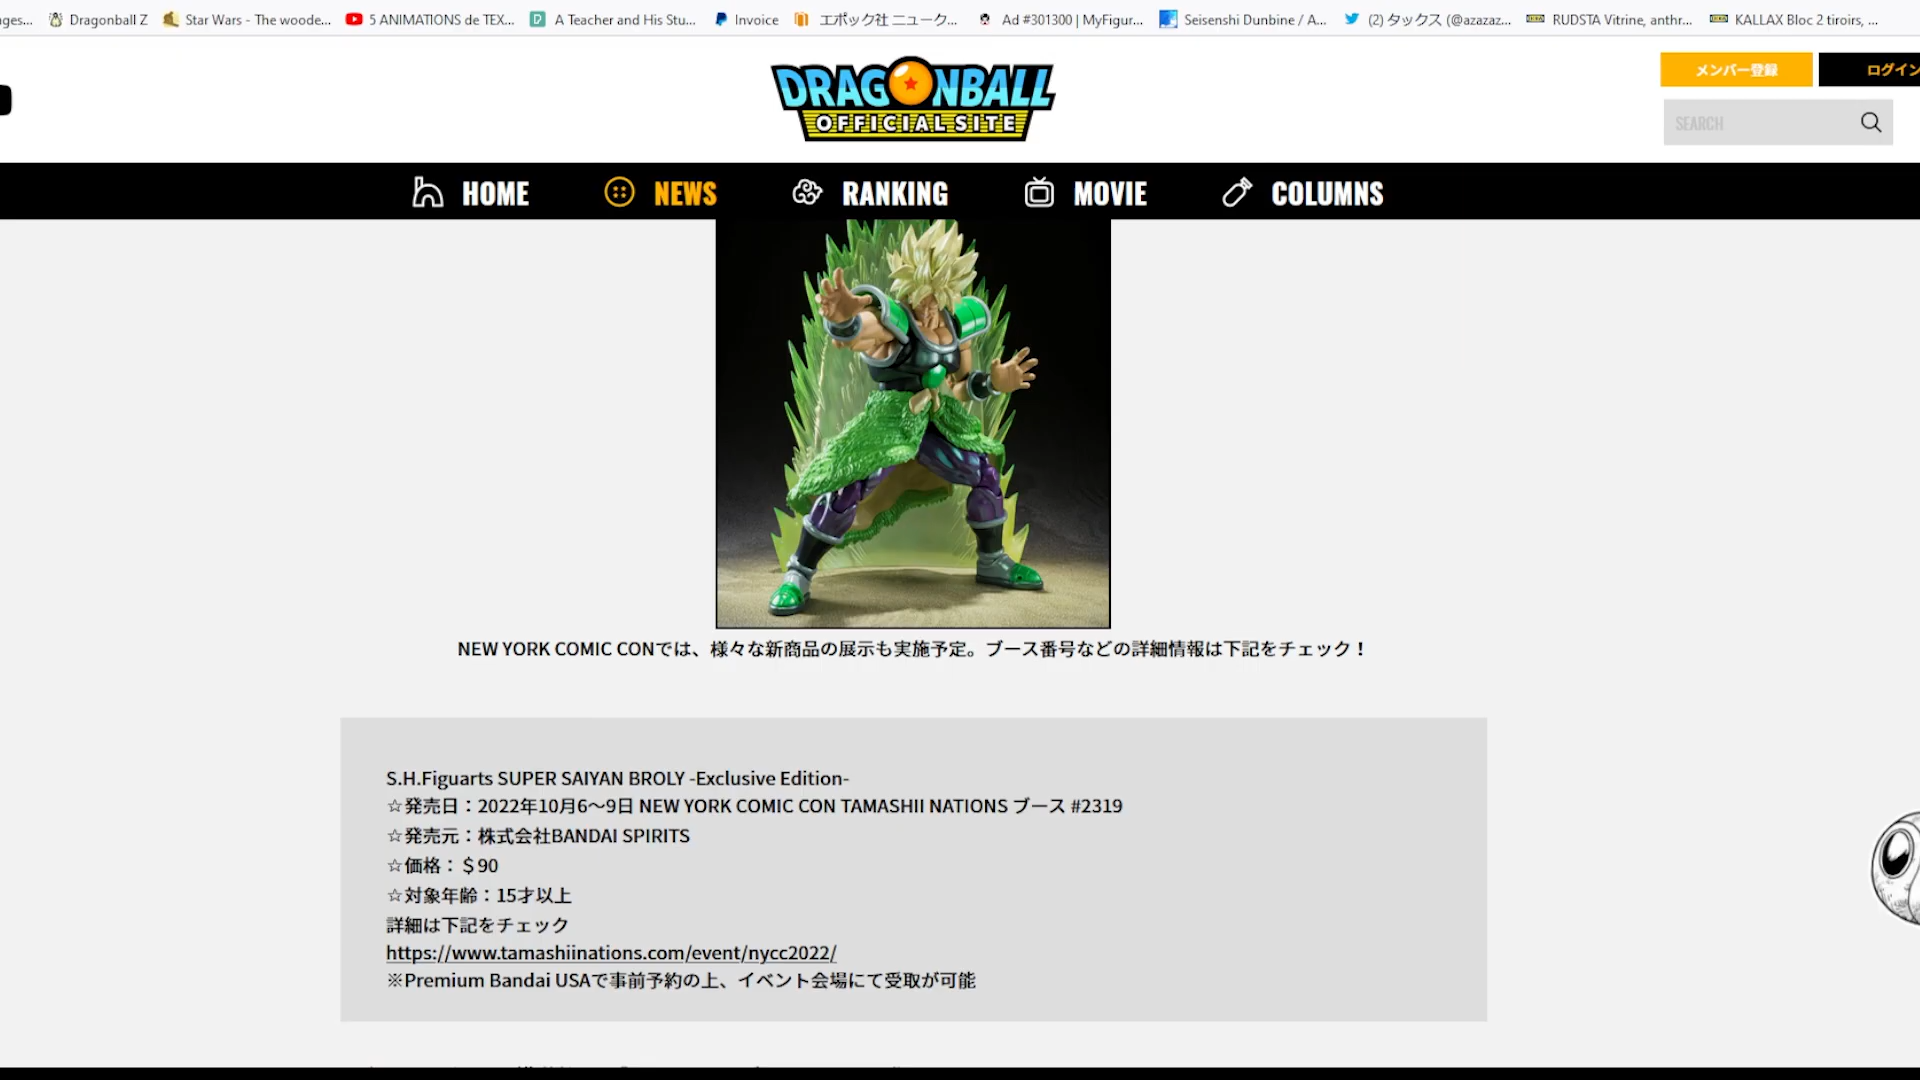 ges...
Dragonball Z
Star Wars - The woode...
5 ANIMATIONS de TEX...
A Teacher and His Stu...
Invoice
エポック社 ニューク...
Ad #301300 | MyFigur...
Seisenshi Dunbine / A...
(2) タックス (@azazaz...
RUDSTA Vitrine, anthr...
KALLAX Bloc 2 tiroirs, ...
DRAGONBALL
OFFICIAL SITE
メンバー登録
ログイン
SEARCH
HOME
NEWS
RANKING
MOVIE
COLUMNS
NEW YORK COMIC CONでは、様々な新商品の展示も実施予定。ブース番号などの詳細情報は下記をチェック！
S.H.Figuarts SUPER SAIYAN BROLY -Exclusive Edition-
☆発売日：2022年10月6～9日 NEW YORK COMIC CON TAMASHII NATIONS ブース #2319
☆発売元：株式会社BANDAI SPIRITS
☆価格：＄90
☆対象年齢：15才以上
詳細は下記をチェック
https://www.tamashiinations.com/event/nycc2022/
※Premium Bandai USAで事前予約の上、イベント会場にて受取が可能